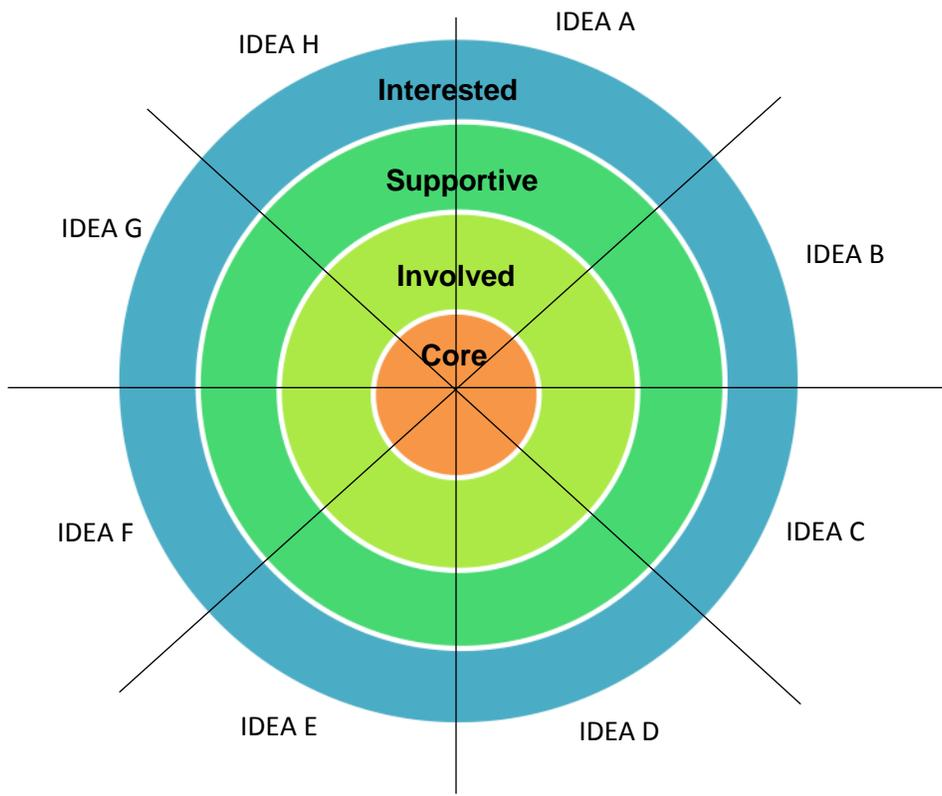 IDEA A
IDEA H
Interested
Supportive
IDEA G
IDEA B
Involved
Core
IDEA F
IDEA C
IDEA E
IDEA D